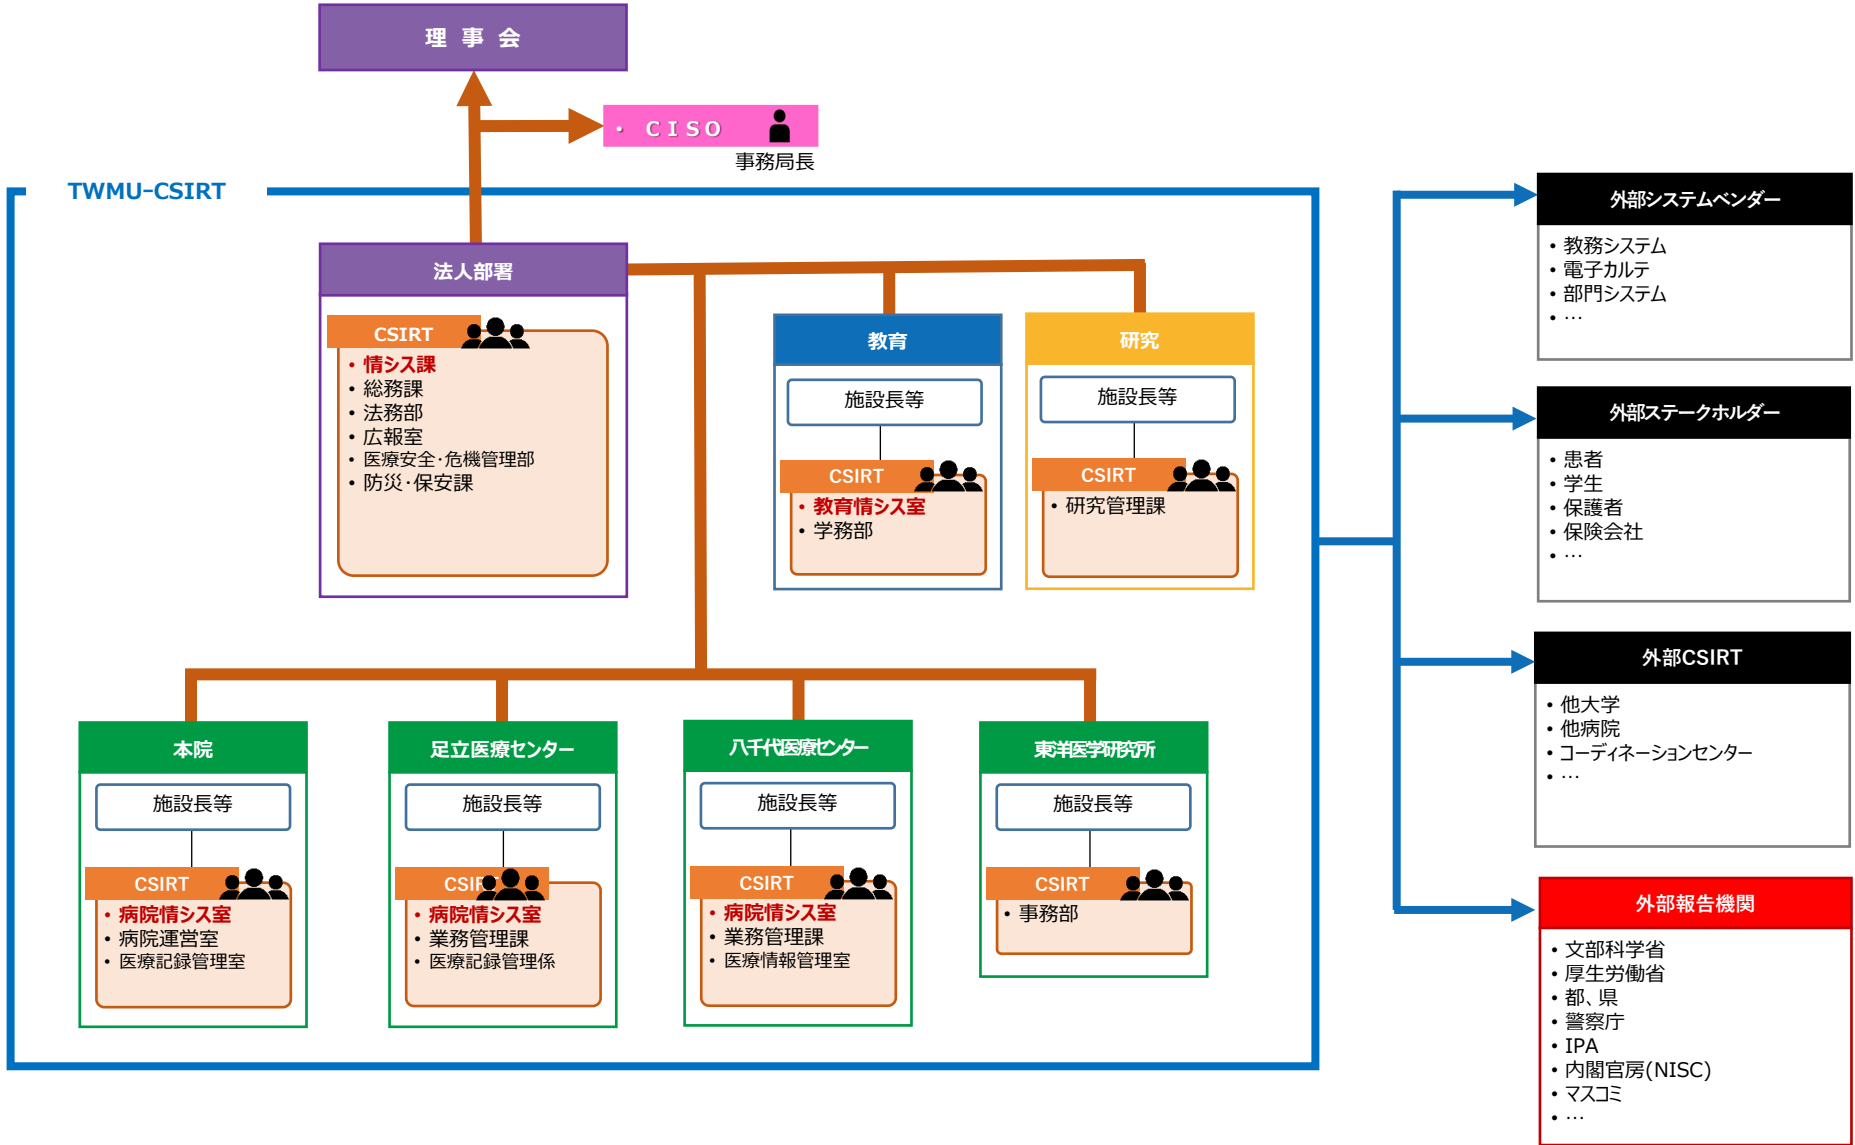 理 事 会
・ ＣＩＳＯ
事務局長
TWMU-CSIRT
法人部署
CSIRT
・情シス課
・総務課
・法務部
・広報室
・医療安全・危機管理部
・防災・保安課
教育
施設長等
CSIRT
・教育情シス室
・学務部
研究
施設長等
CSIRT
・研究管理課
本院
施設長等
CSIRT
・病院情シス室
・病院運営室
・医療記録管理室
足立医療センター
施設長等
CSIRT
・病院情シス室
・業務管理課
・医療記録管理係
八千代医療センター
施設長等
CSIRT
・病院情シス室
・業務管理課
・医療情報管理室
東洋医学研究所
施設長等
CSIRT
・事務部
外部システムベンダー
・教務システム
・電子カルテ
・部門システム
・…
外部ステークホルダー
・患者
・学生
・保護者
・保険会社
・…
外部CSIRT
・他大学
・他病院
・コーディネーションセンター
・…
外部報告機関
・文部科学省
・厚生労働省
・都、県
・警察庁
・IPA
・内閣官房(NISC)
・マスコミ
・…